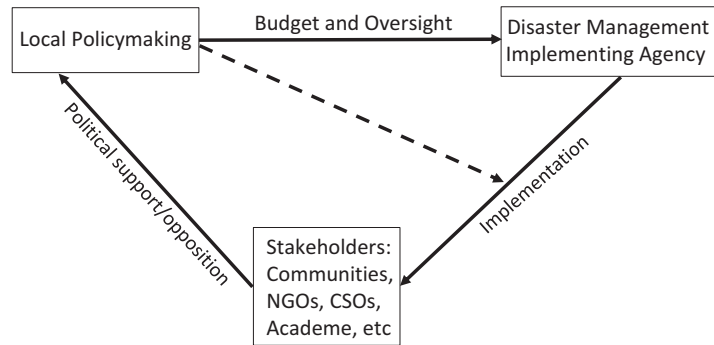 Budget and Oversight
Local Policymaking
Disaster Management
Implementing Agency
Political support/opposition
Implementation
Stakeholders:
Communities,
NGOs, CSOs,
Academe, etc